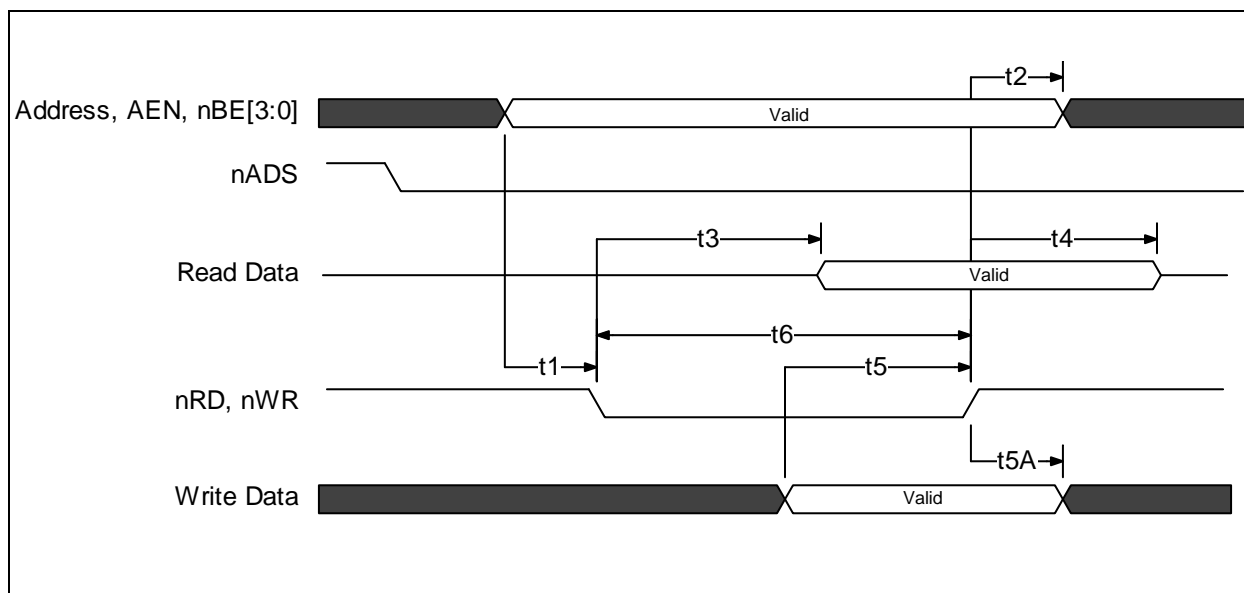 t2
Address, AEN, nBE[3:0]
Valid
nADS
t3
t4
Read Data
Valid
t6
t1
t5
nRD, nWR
t5A
Write Data
Valid